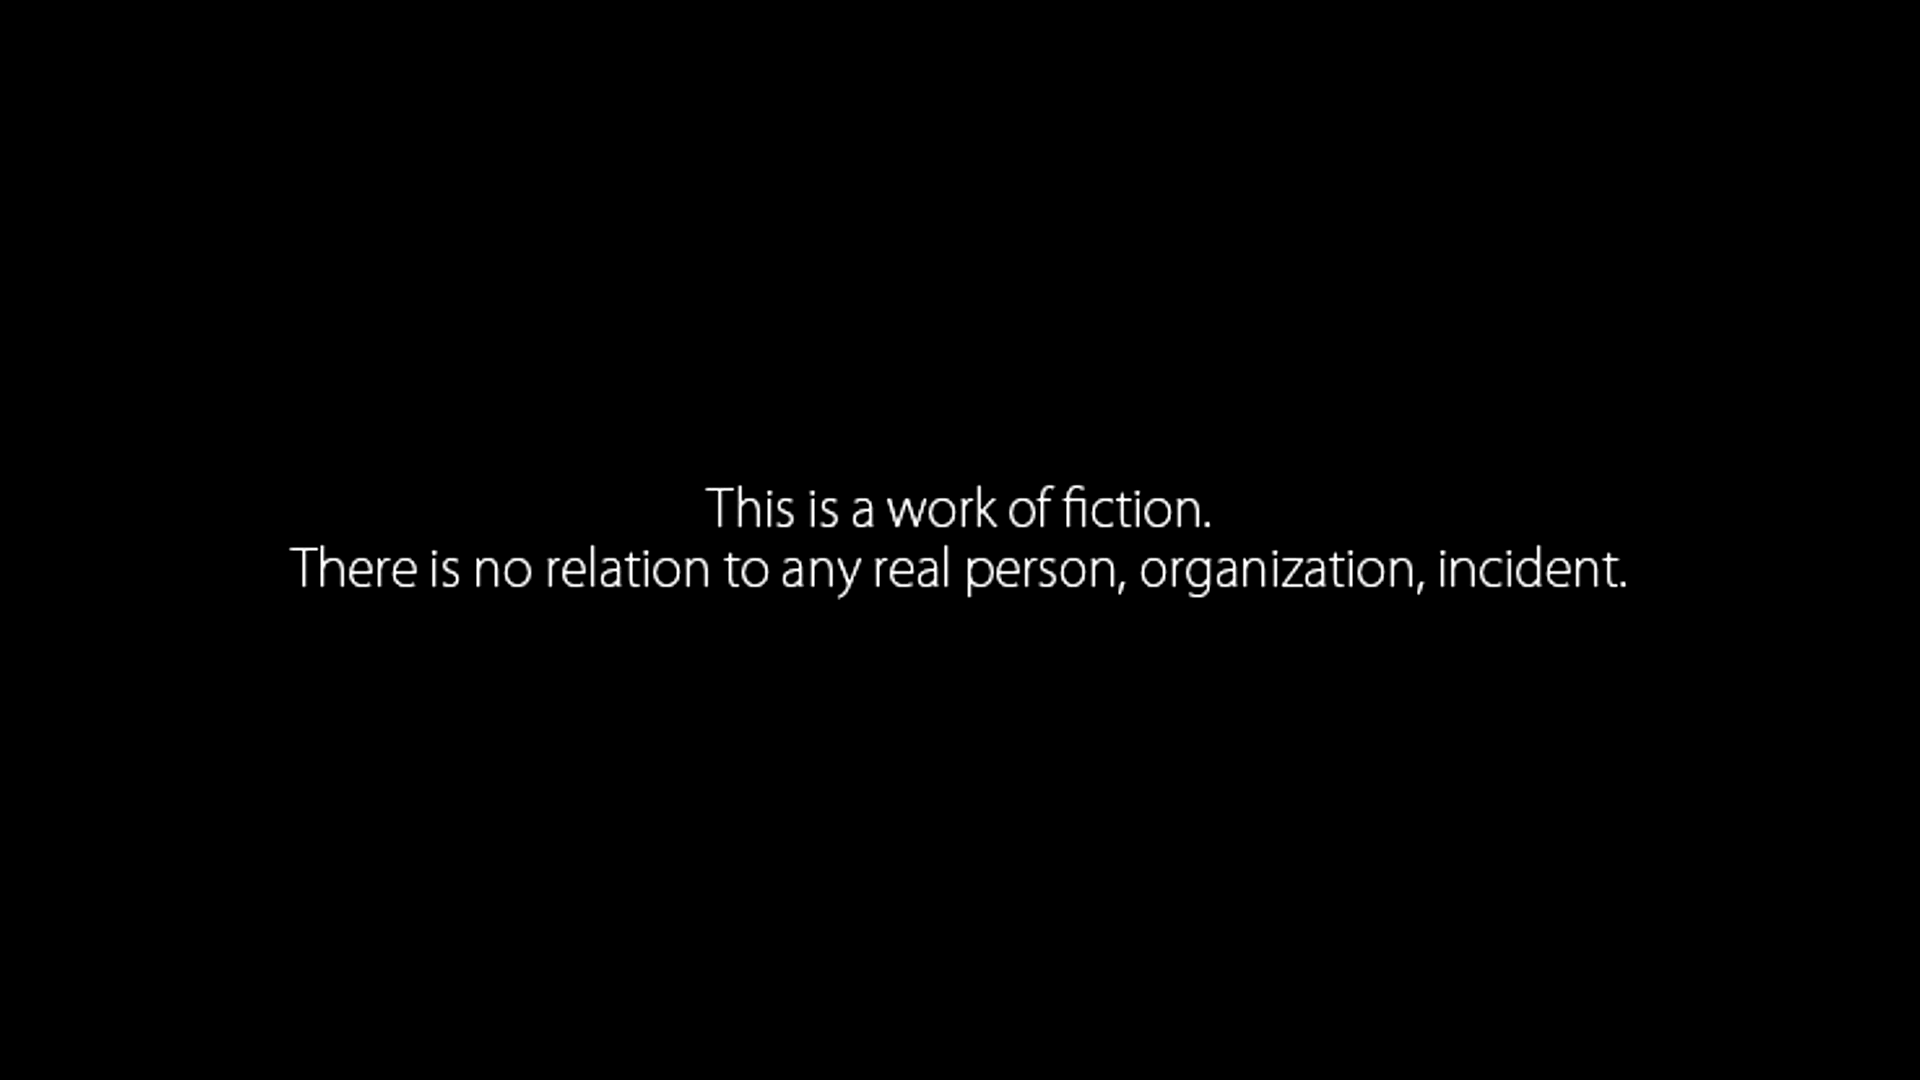 This is a work of fiction.
There is no relation to any real person, organization, incident.